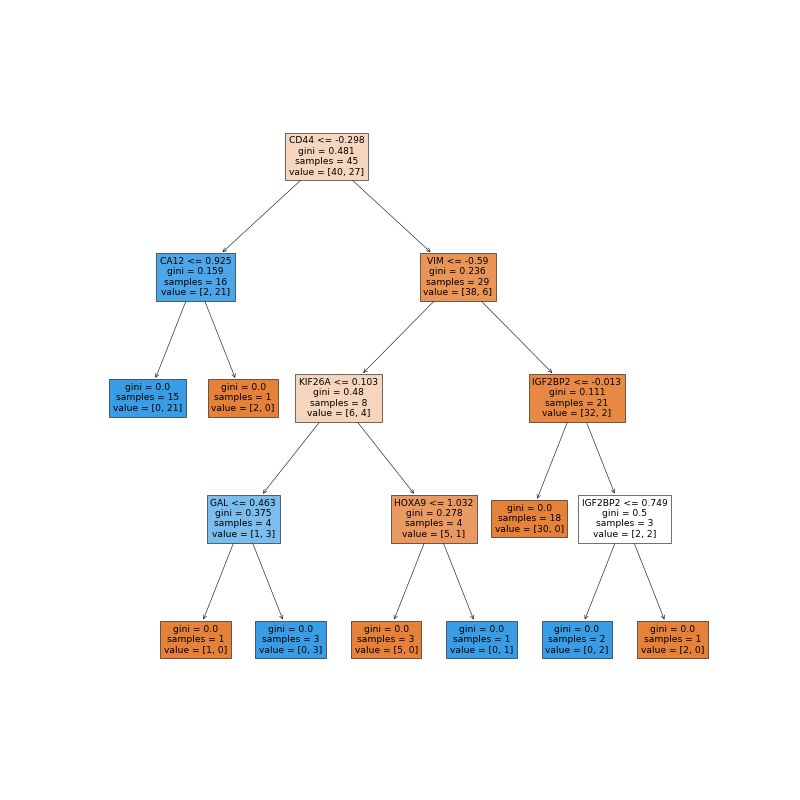 CD44 <= -0.298
gini = 0.481
samples = 45
value = [40, 27]
CA12 <= 0.925
gini = 0.159
samples = 16
value = [2, 21]
VIM <= -0.59
gini = 0.236
samples = 29
value = [38, 6]
gini = 0.0
samples = 15
value = [0, 21]
gini = 0.0
samples = 1
value = [2, 0]
KIF26A <= 0.103
gini = 0.48
samples = 8
value = [6, 4]
IGF2BP2 <= -0.013
gini = 0.111
samples = 21
value = [32, 2]
GAL <= 0.463
gini = 0.375
samples = 4
value = [1, 3]
HOXA9 <= 1.032
gini = 0.278
samples = 4
value = [5, 1]
gini = 0.0
samples = 18
value = [30, 0]
IGF2BP2 <= 0.749
gini = 0.5
samples = 3
value = [2, 2]
gini = 0.0
samples = 1
value = [1, 0]
gini = 0.0
samples = 3
value = [0, 3]
gini = 0.0
samples = 3
value = [5, 0]
gini = 0.0
samples = 1
value = [0, 1]
gini = 0.0
samples = 2
value = [0, 2]
gini = 0.0
samples = 1
value = [2, 0]